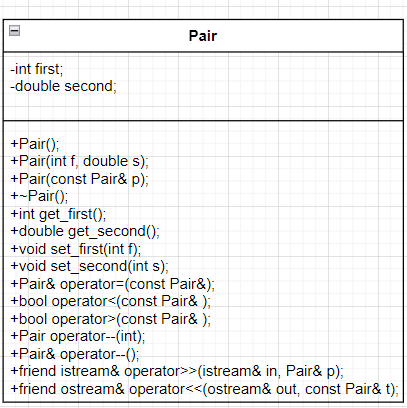 Pair
-int first;
-double second;
+Pair();
+Pair(int f, double s);
+Pair(const Pair& p);
+~Pair();
+int get_first();
+double get_second();
+void set_first(int f);
+void set_second(int s);
+Pair& operator=(const Pair&);
+bool operator<(const Pair& );
+bool operator>(const Pair& );
+Pair operator--(int);
+Pair& operator--();
+friend istream& operator>>(istream& in, Pair& p);
+friend ostream& operator<<(ostream& out, const Pair& t);